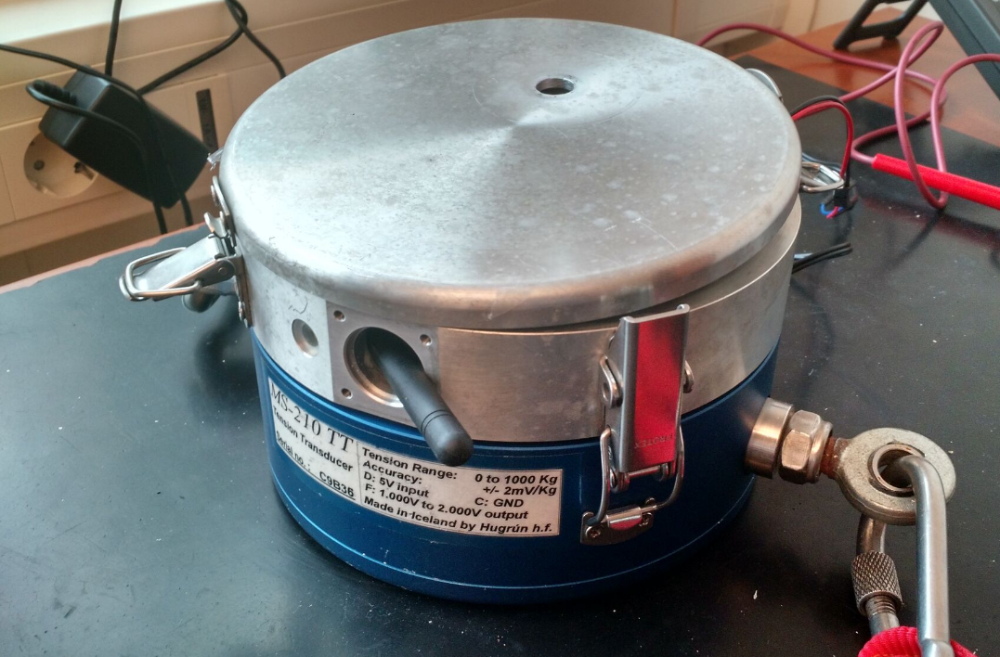 MS-210 TT
Tension Transducer
Serial no.: C9B36
Tension Range: 0 to 1000 Kg
Accuracy: +/- 2mV/Kg
D: 5V input C: GND
F: 1.000V to 2.000V output
Made in Iceland by Hugrún h.f.